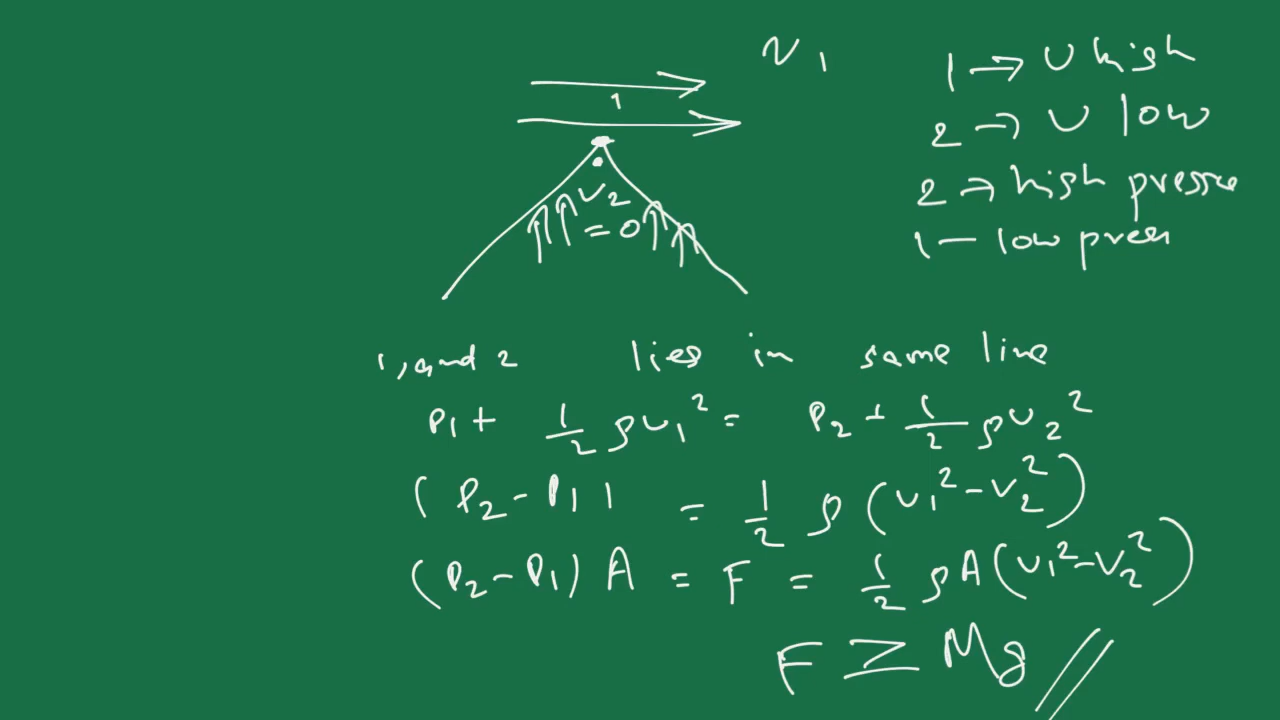 v1
1
v2
= 0
1 → v high
2 → v low
2 → high pressre
1 — low pren
1, and 2 lies in same line
P1 + 1/2 ρv1² = P2 + 1/2 ρv2²
(P2 - P1) = 1/2 ρ (v1² - v2²)
(P2 - P1) A = F = 1/2 ρA (v1² - v2²)
F ≥ Mg //